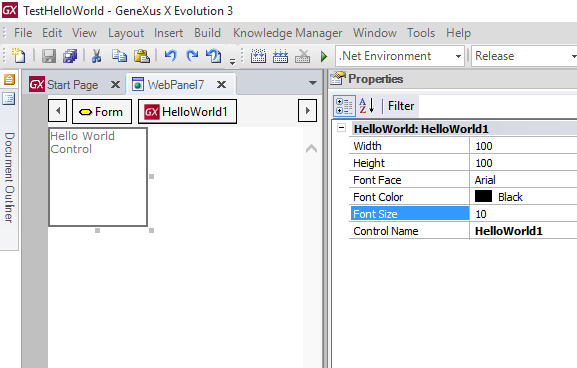 GX TestHelloWorld - GeneXus X Evolution 3
File Edit View Layout Insert Build Knowledge Manager Window Tools Help
.Net Environment Release
GX Start Page WebPanel7
Form GX HelloWorld1
Hello World
Control
Document Outliner
Properties
A Z Filter
HelloWorld: HelloWorld1
Width 100
Height 100
Font Face Arial
Font Color Black
Font Size 10
Control Name HelloWorld1